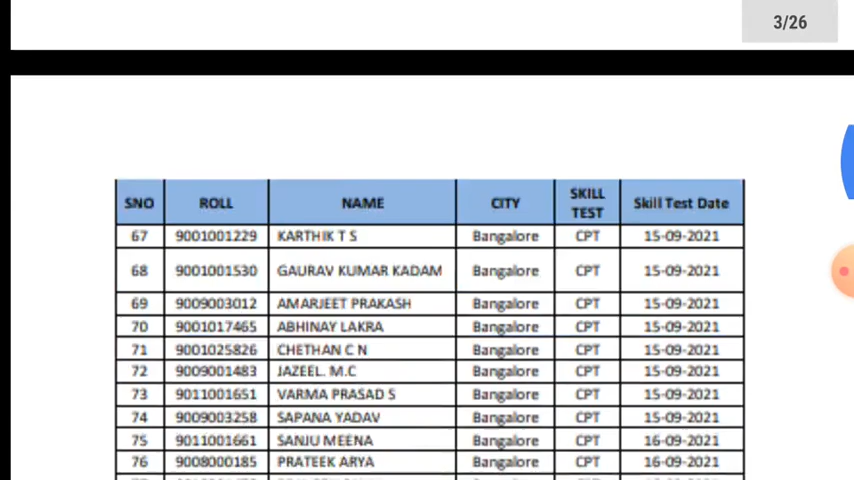 3/26
SNO ROLL NAME CITY SKILL TEST Skill Test Date
67 9001001229 KARTHIK T S Bangalore CPT 15-09-2021
68 9001001530 GAURAV KUMAR KADAM Bangalore CPT 15-09-2021
69 9009003012 AMARJEET PRAKASH Bangalore CPT 15-09-2021
70 9001017465 ABHINAY LAKRA Bangalore CPT 15-09-2021
71 9001025826 CHETHAN C N Bangalore CPT 15-09-2021
72 9009001483 JAZEEL. M.C Bangalore CPT 15-09-2021
73 9011001651 VARMA PRASAD S Bangalore CPT 15-09-2021
74 9009003258 SAPANA YADAV Bangalore CPT 15-09-2021
75 9011001661 SANJU MEENA Bangalore CPT 16-09-2021
76 9008000185 PRATEEK ARYA Bangalore CPT 16-09-2021